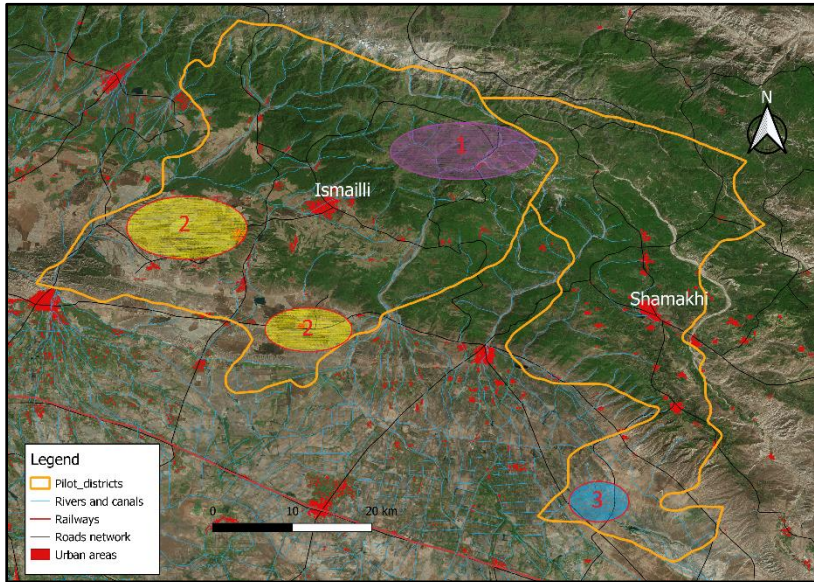 N
1
Ismailli
2
Shamakhi
2
3
Legend
Pilot_districts
Rivers and canals
Railways
Roads network
Urban areas
0 10 20 km